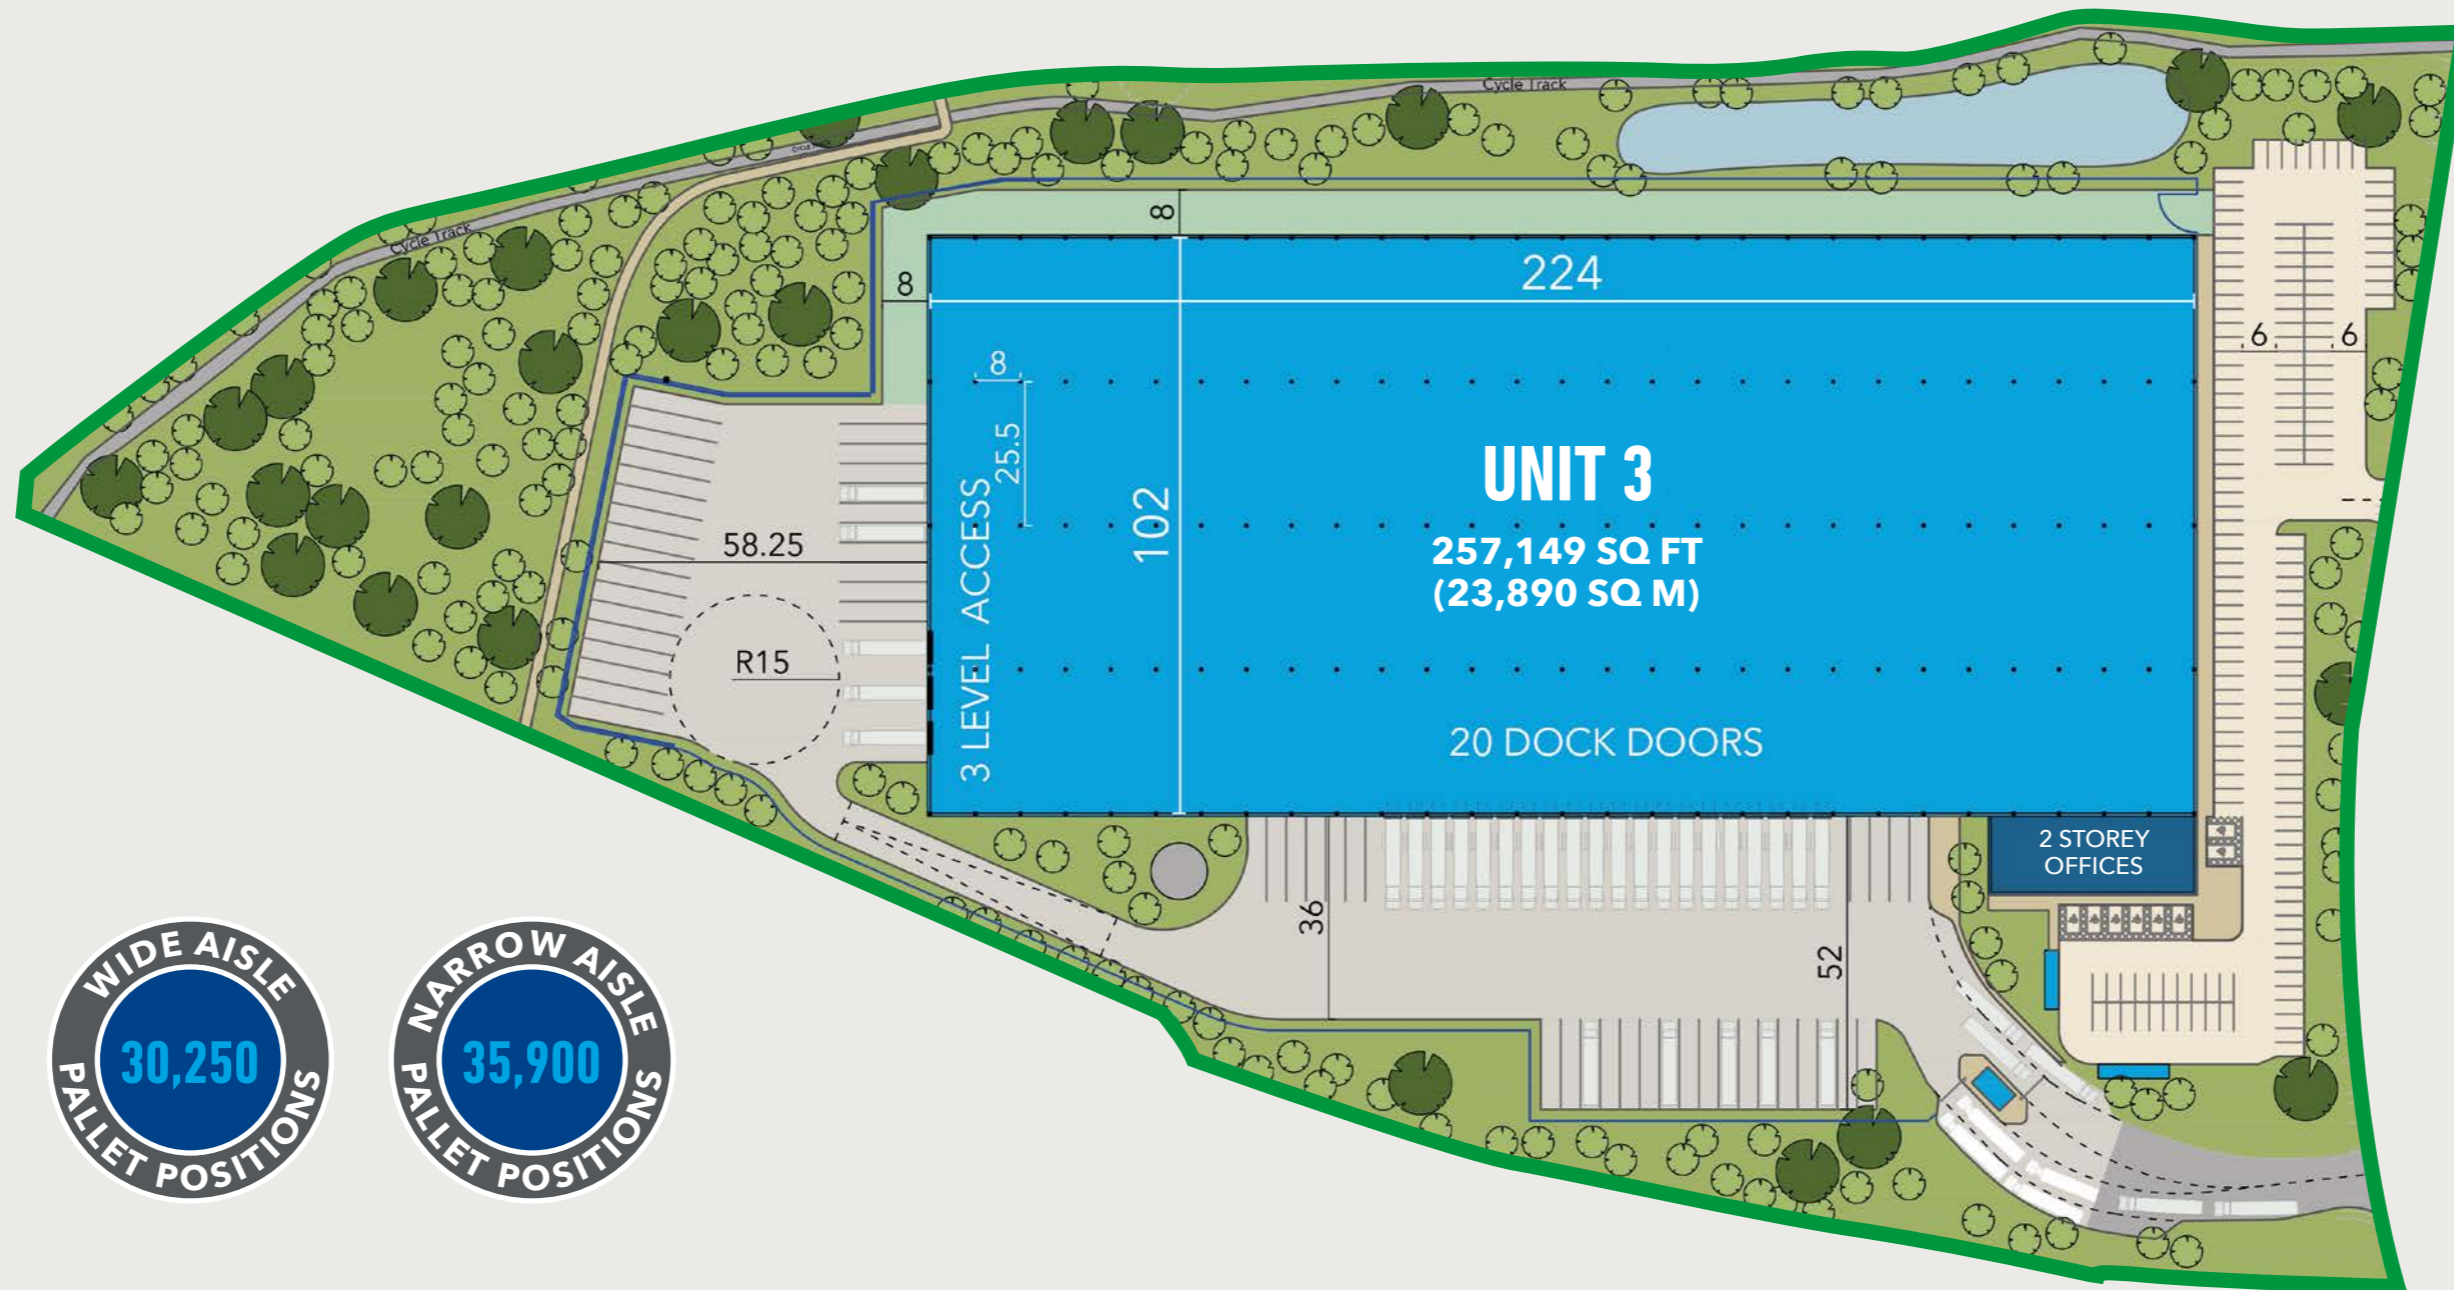 Cycle Track
Cycle Track
8
224
8
6
6
8
25.5
3 LEVEL ACCESS
102
UNIT 3
257,149 SQ FT
(23,890 SQ M)
58.25
R15
20 DOCK DOORS
2 STOREY
OFFICES
36
52
WIDE AISLE
30,250
PALLET POSITIONS
NARROW AISLE
35,900
PALLET POSITIONS